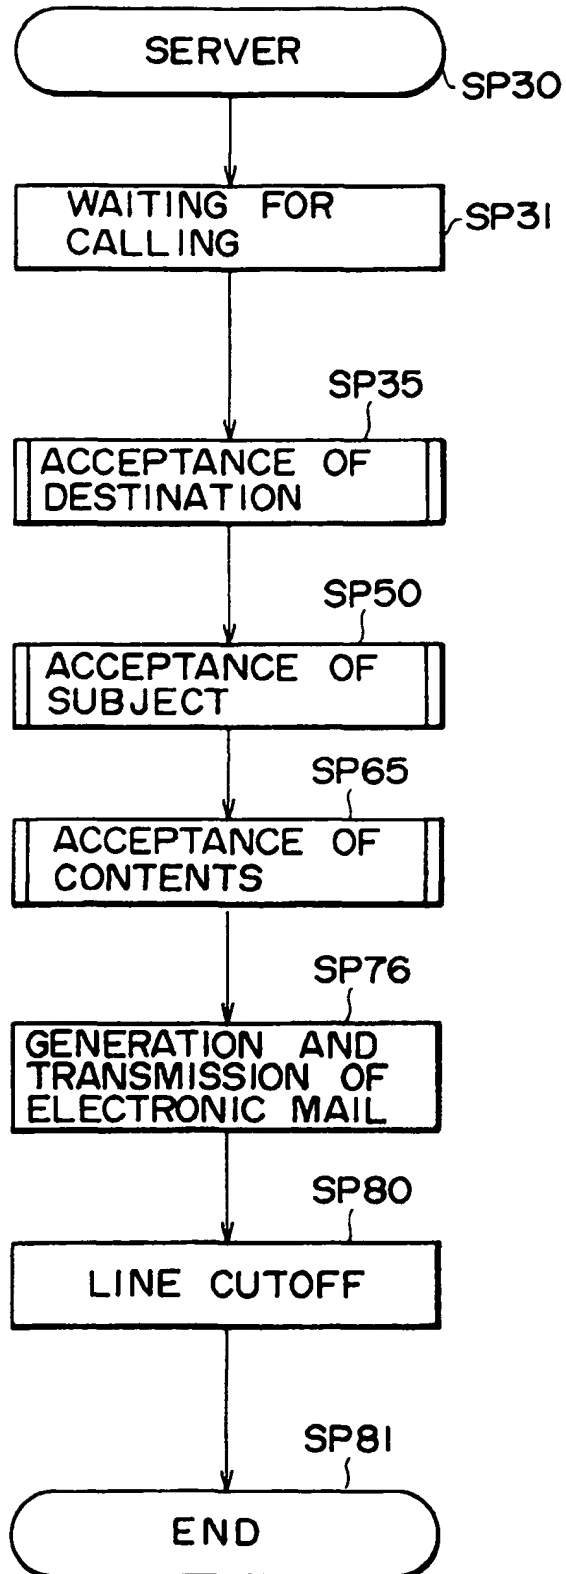 SERVER
SP30
WAITING FOR
CALLING
SP31
SP35
ACCEPTANCE OF
DESTINATION
SP50
ACCEPTANCE OF
SUBJECT
SP65
ACCEPTANCE OF
CONTENTS
SP76
GENERATION AND
TRANSMISSION OF
ELECTRONIC MAIL
SP80
LINE CUTOFF
SP81
END